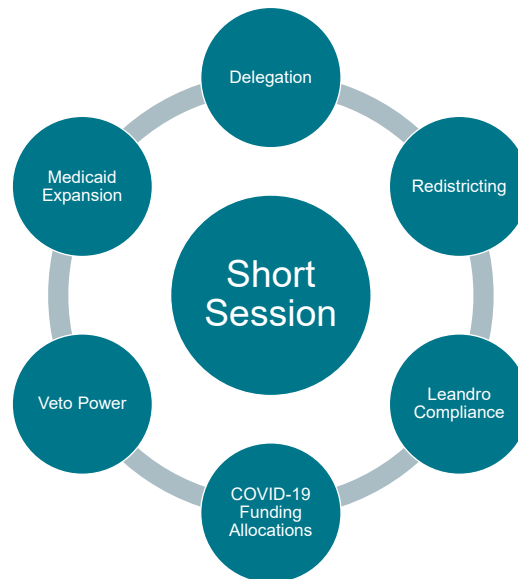 Delegation
Redistricting
Leandro
Compliance
COVID-19
Funding
Allocations
Veto Power
Medicaid
Expansion
Short
Session